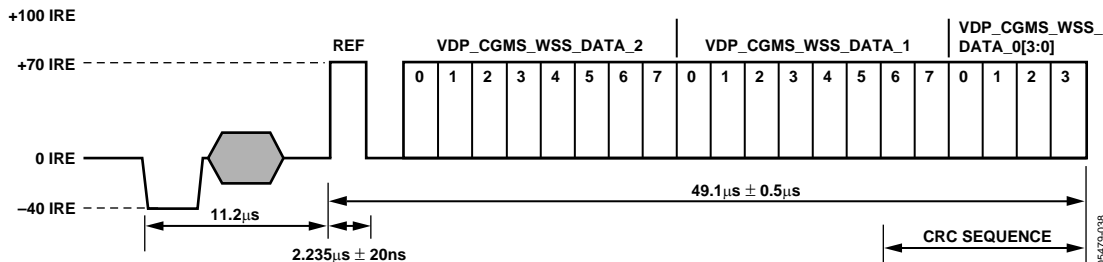 +100 IRE
REF
VDP_CGMS_WSS_DATA_2
VDP_CGMS_WSS_DATA_1
VDP_CGMS_WSS_
DATA_0[3:0]
+70 IRE
0 1 2 3 4 5 6 7 0 1 2 3 4 5 6 7 0 1 2 3
0 IRE
49.1µs ± 0.5µs
–40 IRE
11.2µs
CRC SEQUENCE
2.235µs ± 20ns
05479-038